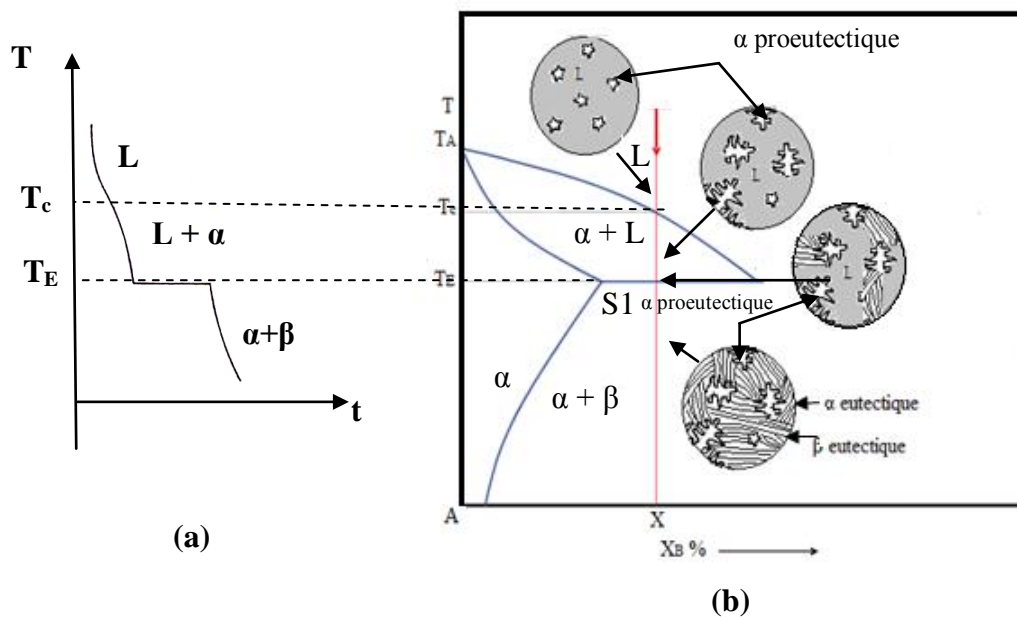 T
L
Tc
L + α
TE
α+β
t
(a)
α proeutectique
L
T
TA
L
L
Tc
α + L
L
TE
S1 α proeutectique
α
α + β
α eutectique
β eutectique
A
X
XB %
(b)